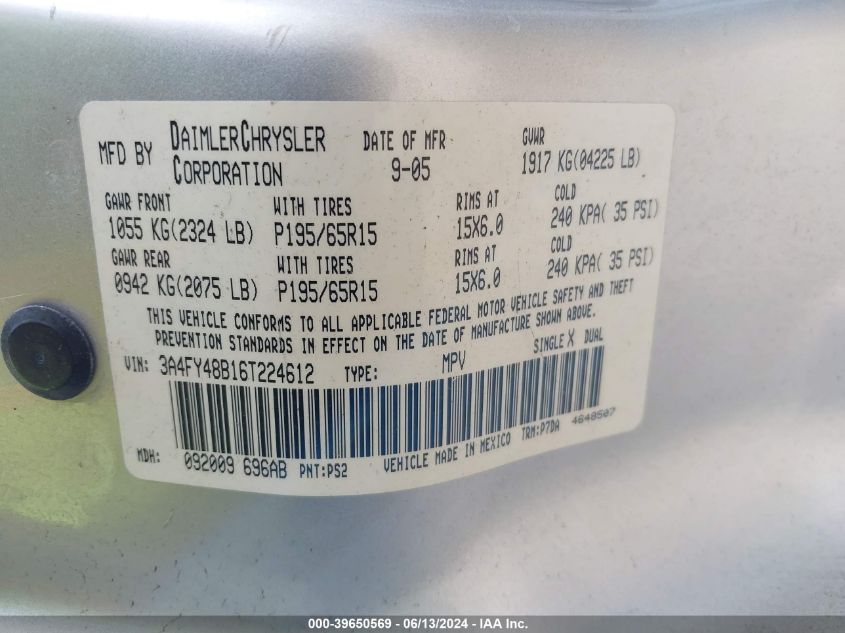 MFD BY DAIMLERCHRYSLER CORPORATION DATE OF MFR 9-05 GVWR 1917 KG(04225 LB)
GAWR FRONT WITH TIRES RIMS AT COLD
1055 KG(2324 LB) P195/65R15 15X6.0 240 KPA( 35 PSI)
GAWR REAR WITH TIRES RIMS AT COLD
0942 KG(2075 LB) P195/65R15 15X6.0 240 KPA( 35 PSI)
THIS VEHICLE CONFORMS TO ALL APPLICABLE FEDERAL MOTOR VEHICLE SAFETY AND THEFT
PREVENTION STANDARDS IN EFFECT ON THE DATE OF MANUFACTURE SHOWN ABOVE.
SINGLE X DUAL
VIN: 3A4FY48B16T224612 TYPE: MPV
MDH: 092009 696AB PNT:PS2 VEHICLE MADE IN MEXICO TRM:P7DA 4648507
000-39650569 - 06/13/2024 - IAA Inc.